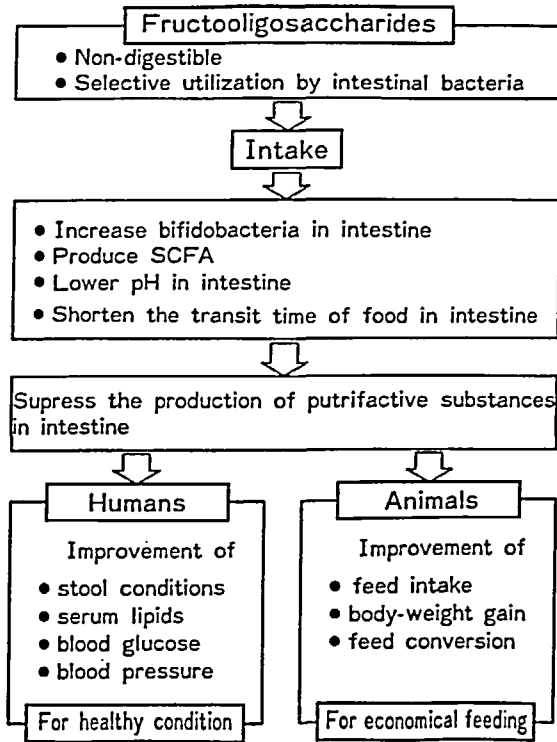 Fructooligosaccharides
● Non-digestible
● Selective utilization by intestinal bacteria
Intake
● Increase bifidobacteria in intestine
● Produce SCFA
● Lower pH in intestine
● Shorten the transit time of food in intestine
Supress the production of putrifactive substances
in intestine
Humans
Improvement of
● stool conditions
● serum lipids
● blood glucose
● blood pressure
For healthy condition
Animals
Improvement of
● feed intake
● body-weight gain
● feed conversion
For economical feeding